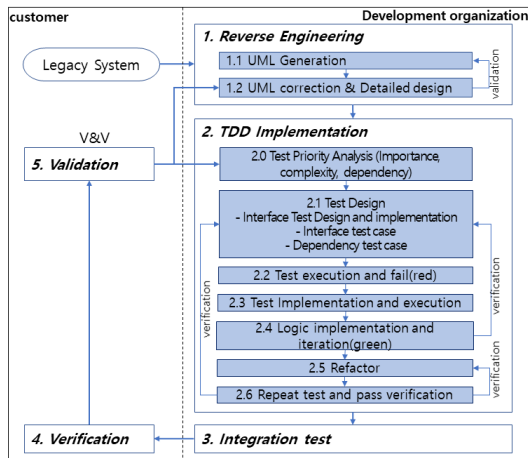 customer
Development organization
1. Reverse Engineering
Legacy System
1.1 UML Generation
1.2 UML correction & Detailed design
validation
V&V
5. Validation
2. TDD Implementation
2.0 Test Priority Analysis (Importance,
complexity, dependency)
2.1 Test Design
- Interface Test Design and implementation
- Interface test case
- Dependency test case
2.2 Test execution and fail(red)
2.3 Test Implementation and execution
2.4 Logic implementation and
iteration(green)
2.5 Refactor
2.6 Repeat test and pass verification
verification
verification
verification
4. Verification
3. Integration test